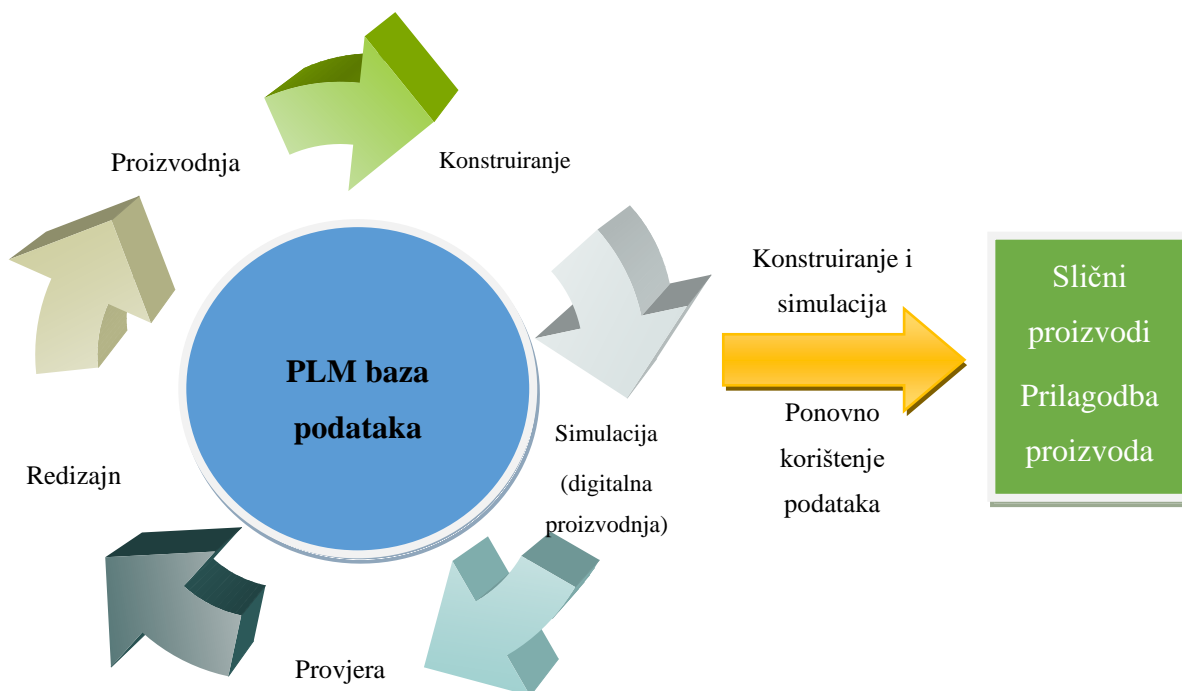 Proizvodnja
Konstruiranje
PLM baza
podataka
Simulacija
(digitalna
proizvodnja)
Provjera
Redizajn
Konstruiranje i
simulacija
Ponovno
korištenje
podataka
Slični
proizvodi
Prilagodba
proizvoda